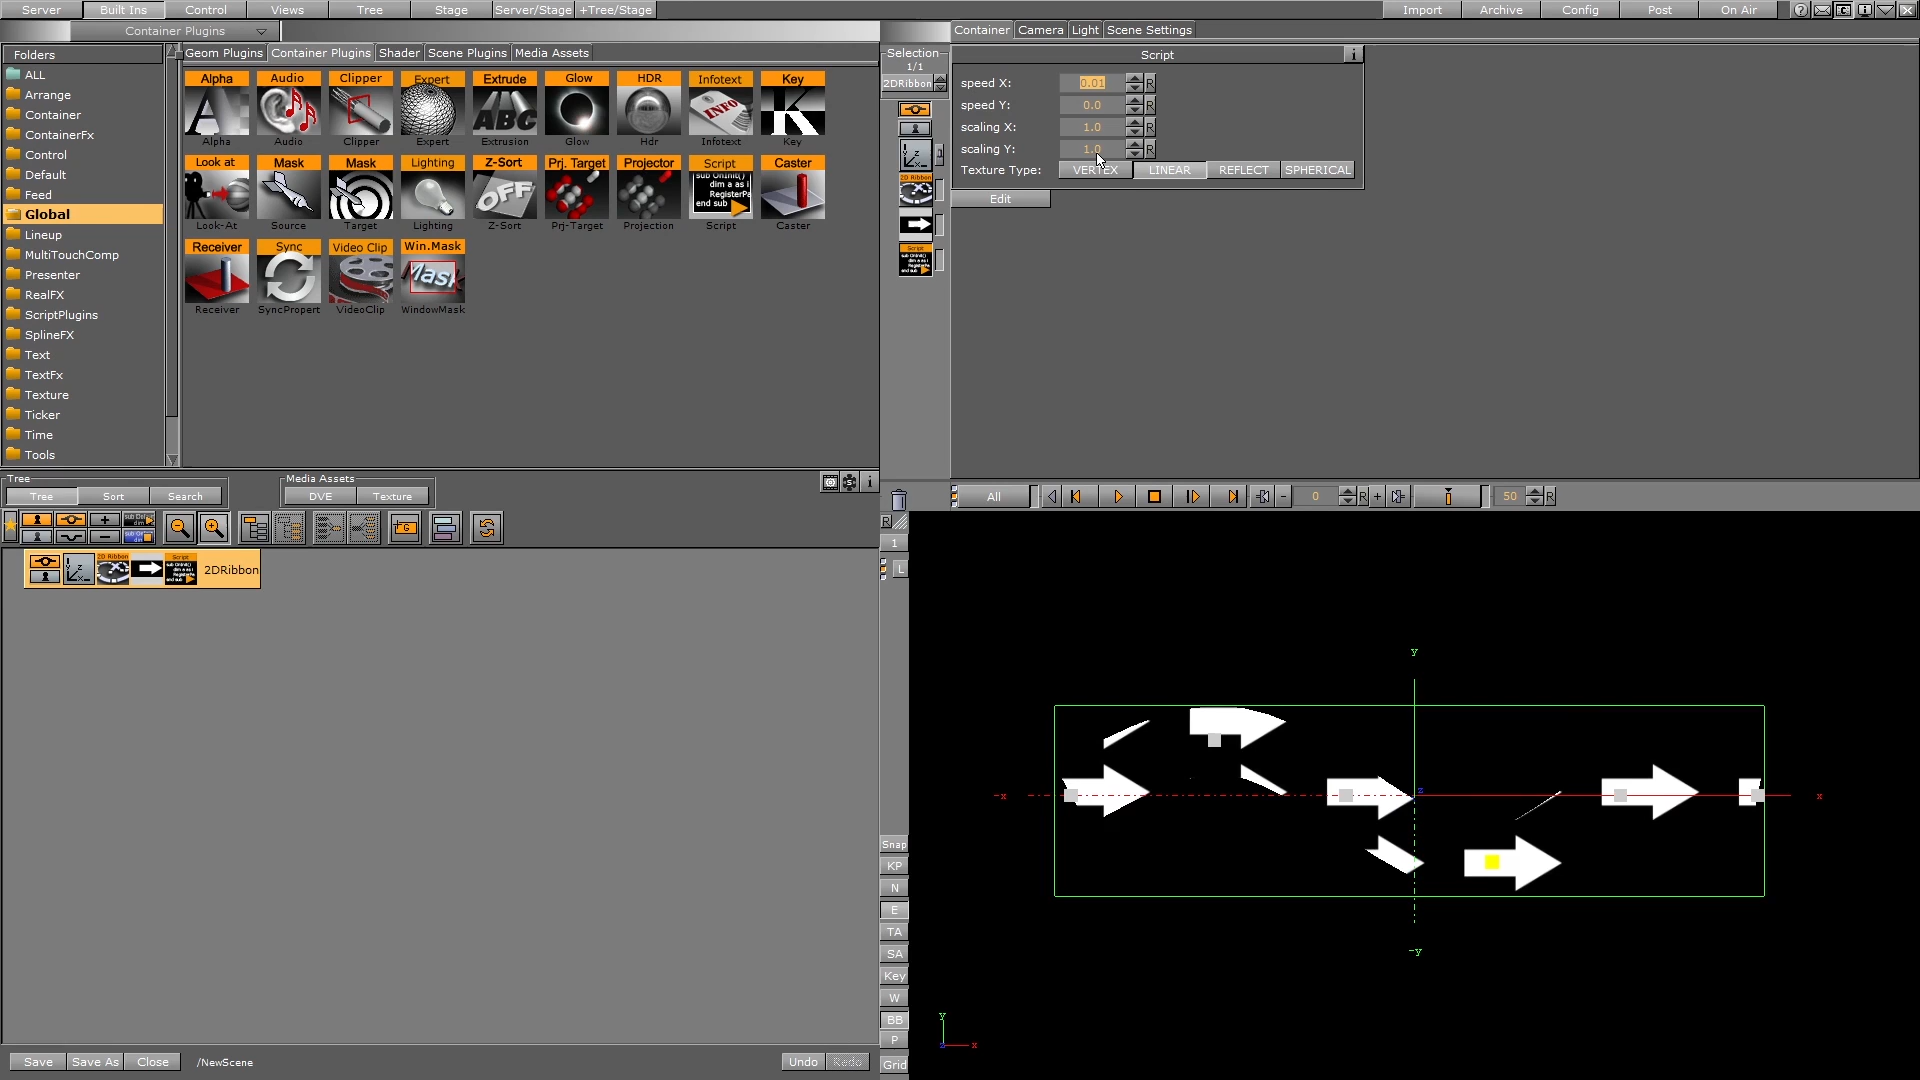 Server Built Ins Control Views Tree Stage Server/Stage +Tree/Stage Import Archive Config Post On Air
Container Plugins
Container Camera Light Scene Settings
Folders
Geom Plugins Container Plugins Shader Scene Plugins Media Assets
Selection
1/1
2DRibbon
Script
i
ALL
Arrange
Container
ContainerFx
Control
Default
Feed
Global
Lineup
MultiTouchComp
Presenter
RealFX
ScriptPlugins
SplineFX
Text
TextFx
Texture
Ticker
Time
Tools
Alpha Audio Clipper Expert Extrude Glow HDR Infotext Key
Alpha Audio Clipper Expert Extrusion Glow Hdr Infotext Key
Look at Mask Mask Lighting Z-Sort Prj. Target Projector Script Caster
Look-At Source Target Lighting Z-Sort Prj-Target Projection Script Caster
Receiver Sync Video Clip Win.Mask
Receiver SyncPropert VideoClip WindowMask
speed X: 0.01 R
speed Y: 0.0 R
scaling X: 1.0 R
scaling Y: 1.0 R
Texture Type: VERTEX LINEAR REFLECT SPHERICAL
Edit
Tree
Media Assets
Tree Sort Search DVE Texture
All 0 R 50 R
2D Ribbon Script
2DRibbon
R
1
L
Snap
KP
N
E
TA
SA
Key
W
BB
P
Grid
y
-x z x
-y
y
z x
Save Save As Close /NewScene Undo Redo